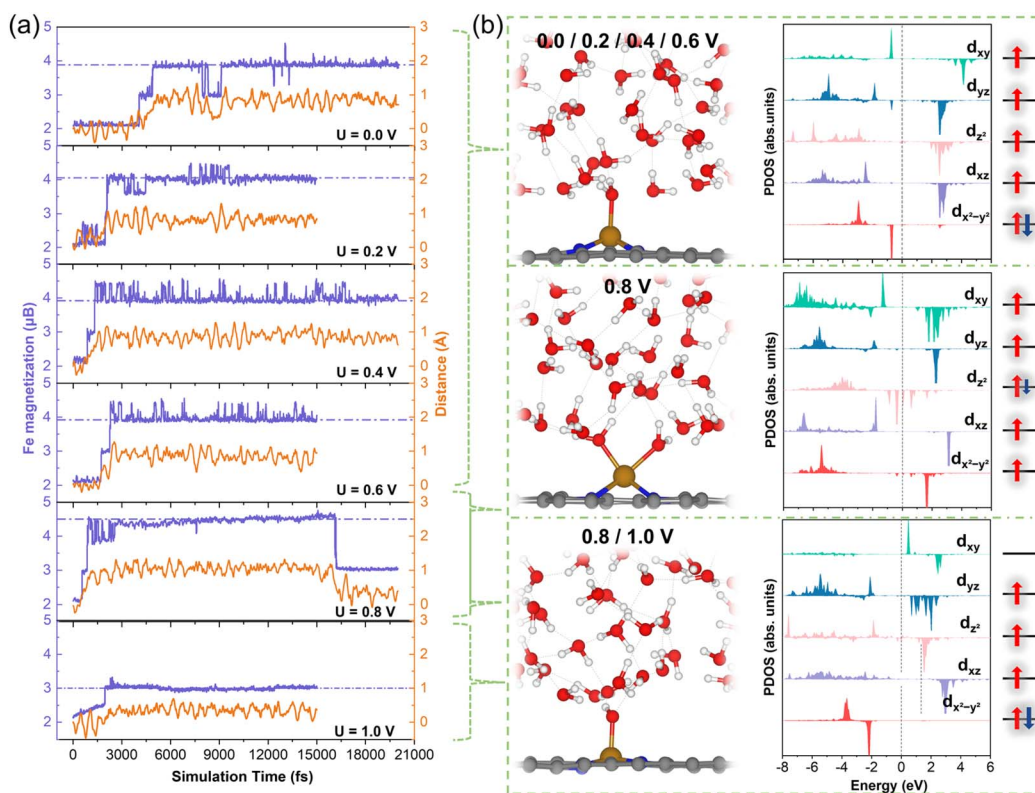 (a)
Fe magnetization (μB)
Distance (Å)
5
4
3
2
3
2
1
0
U = 0.0 V
5
4
3
2
3
2
1
0
U = 0.2 V
5
4
3
2
3
2
1
0
U = 0.4 V
5
4
3
2
3
2
1
0
U = 0.6 V
5
4
3
2
3
2
1
0
U = 0.8 V
5
4
3
2
3
2
1
0
U = 1.0 V
0 3000 6000 9000 12000 15000 18000 21000
Simulation Time (fs)
(b)
0.0 / 0.2 / 0.4 / 0.6 V
PDOS (abs.units)
dxy
dyz
dz²
dxz
dx²−y²
0.8 V
PDOS (abs. units)
dxy
dyz
dz²
dxz
dx²−y²
0.8 / 1.0 V
PDOS (abs. units)
dxy
dyz
dz²
dxz
dx²−y²
-8 -6 -4 -2 0 2 4 6
Energy (eV)